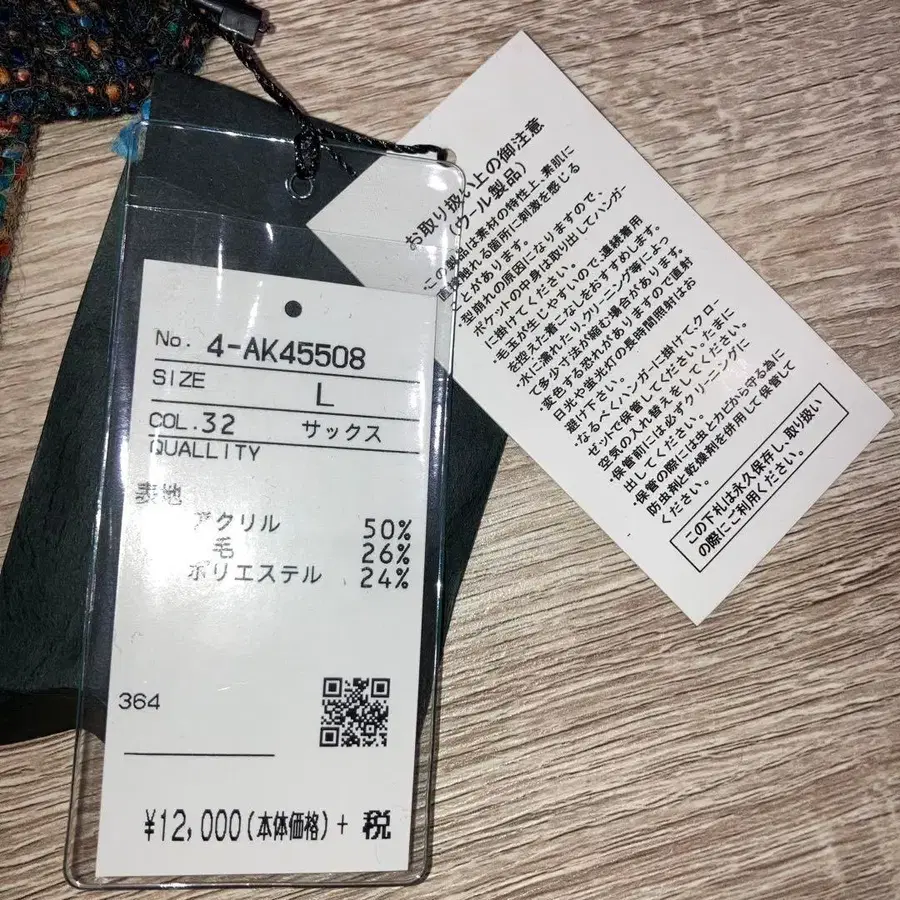 No. 4-AK45508
SIZE L
COL.32 サックス
QUALLITY
表地
アクリル 50%
毛 26%
ポリエステル 24%
364
¥12,000(本体価格)+ 税
お取り扱い上の御注意
(ウール製品)
この製品は素材の特性上、素肌に
直接触れる箇所に刺激を感じる
ことがあります。
型崩れの原因になりますので、
ポケットの中身は取り出してハンガー
に掛けてください。
毛玉が生じやすいので、連続着用
を控えた着こなしをおすすめします。
・水に濡れたり、クリーニング等によっ
て多少寸法が縮む場合があります。
・変色する恐れがありますので直射
日光や蛍光灯の長時間照射はお
避け下さい。
・なるべくハンガーに掛けて、クロー
ゼットで保管してください。たまに
空気の入れ替えをしてください。
・保管前には必ずクリーニングに
出してください。
・保管の際には虫とカビから守る為に
防虫剤と乾燥剤を併用して保管して
ください。
この下札は永久保存し、取り扱い
の際にご利用ください。